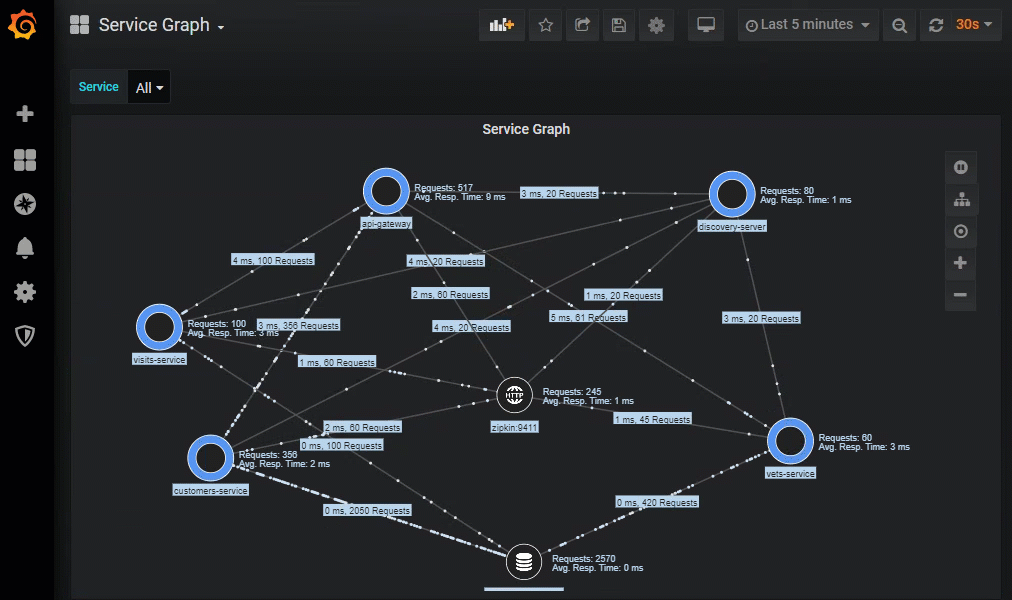 Service Graph
Last 5 minutes
30s
Service
All
Service Graph
Requests: 517
Avg. Resp. Time: 9 ms
3 ms, 20 Requests
Requests: 80
Avg. Resp. Time: 1 ms
api-gateway
discovery-server
4 ms, 100 Requests
4 ms, 20 Requests
2 ms, 60 Requests
1 ms, 20 Requests
5 ms, 61 Requests
3 ms, 20 Requests
Requests: 100
Avg. Resp. Time: 3 ms
3 ms, 356 Requests
4 ms, 20 Requests
visits-service
1 ms, 60 Requests
HTTP
Requests: 245
Avg. Resp. Time: 1 ms
zipkin:9411
1 ms, 45 Requests
2 ms, 60 Requests
0 ms, 100 Requests
Requests: 60
Avg. Resp. Time: 3 ms
vets-service
Requests: 356
Avg. Resp. Time: 2 ms
customers-service
0 ms, 2050 Requests
0 ms, 420 Requests
Requests: 2570
Avg. Resp. Time: 0 ms